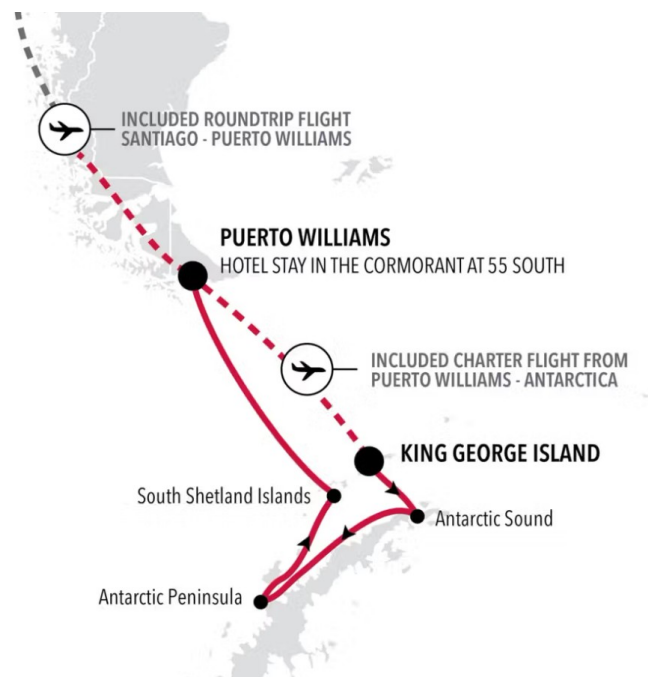 INCLUDED ROUNDTRIP FLIGHT
SANTIAGO - PUERTO WILLIAMS
PUERTO WILLIAMS
HOTEL STAY IN THE CORMORANT AT 55 SOUTH
INCLUDED CHARTER FLIGHT FROM
PUERTO WILLIAMS - ANTARCTICA
KING GEORGE ISLAND
South Shetland Islands
Antarctic Sound
Antarctic Peninsula